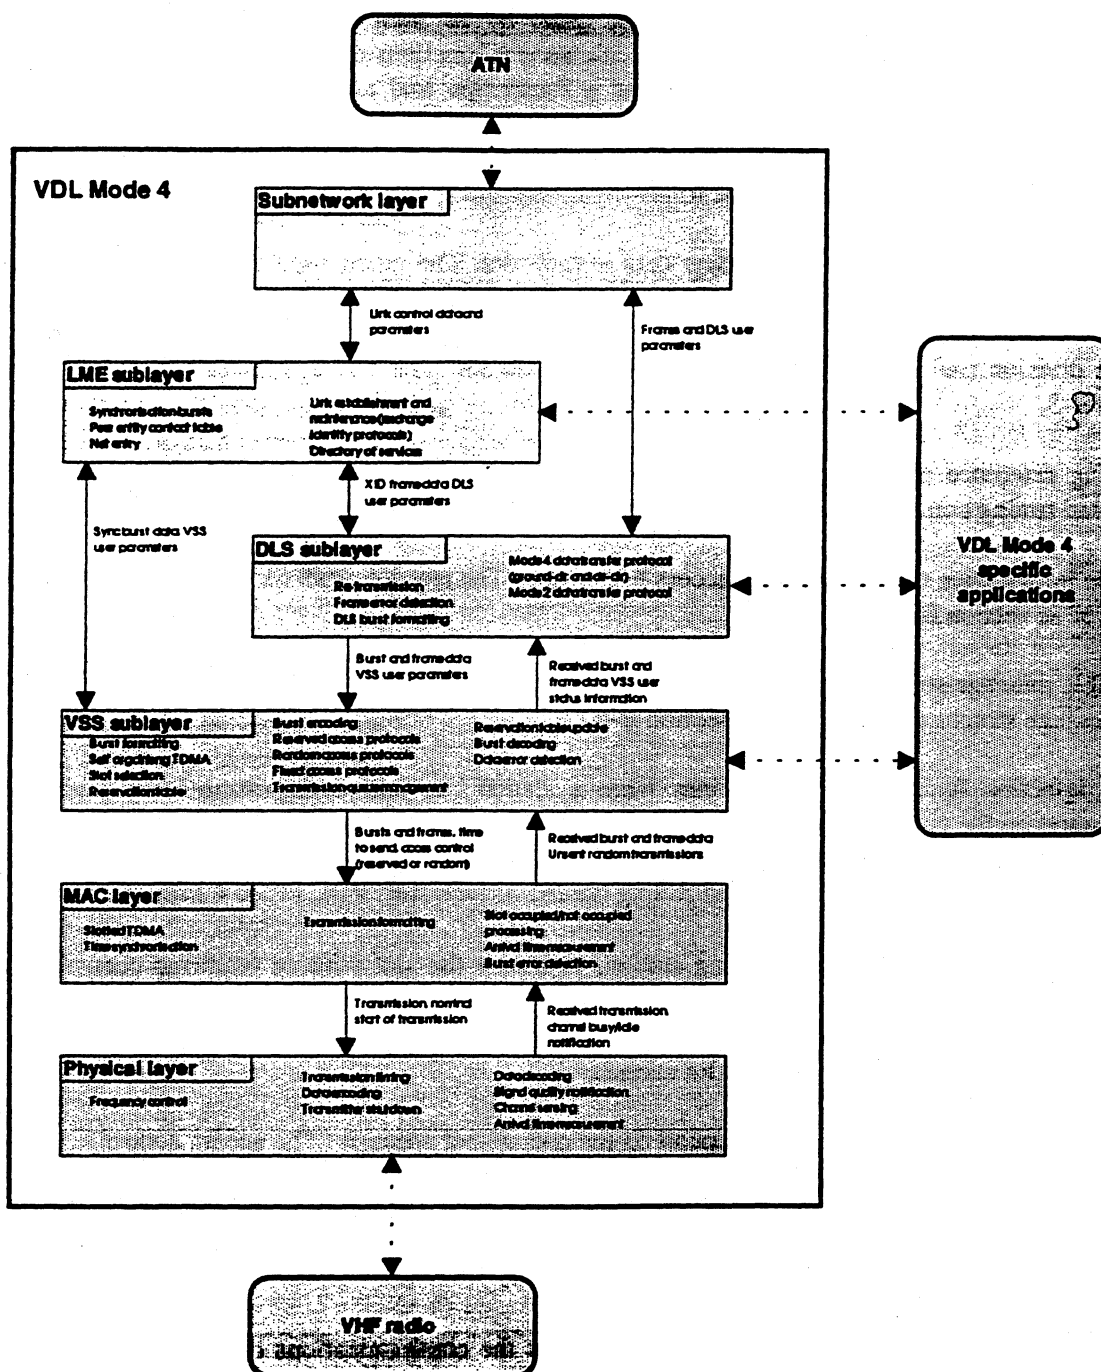 ATN
VDL Mode 4
Subnetwork layer
Link control data and
parameters
Frames and DLS user
parameters
LME sublayer
Synchronisation bursts
Peer entity contact table
Net entry
Link establishment and
maintenance (exchange
identity protocols)
Directory of services
XID frame data DLS
user parameters
Sync burst data VSS
user parameters
DLS sublayer
Re-transmission
Frame error detection
DLS burst formatting
Mode 4 data transfer protocol
(ground-air and air-air)
Mode 2 data transfer protocol
VDL Mode 4
specific
applications
Burst and frame data
VSS user parameters
Received burst and
frame data VSS user
status information
VSS sublayer
Burst formatting
Self organising TDMA
Slot selection
Reservation table
Burst encoding
Reserved access protocols
Random access protocols
Fixed access protocols
Transmission queue management
Reservation table update
Burst decoding
Data error detection
Bursts and frames, time
to send, access control
(reserved or random)
Received burst and frame data
Unsent random transmissions
MAC layer
Slotted TDMA
Time synchronisation
Transmission formatting
Slot occupied/not occupied
processing
Arrival time measurement
Burst error detection
Transmission, nominal
start of transmission
Received transmission,
channel busy/idle
notification
Physical layer
Frequency control
Transmission timing
Data encoding
Transmitter shutdown
Data decoding
Signal quality notification
Channel sensing
Arrival time measurement
VHF radio